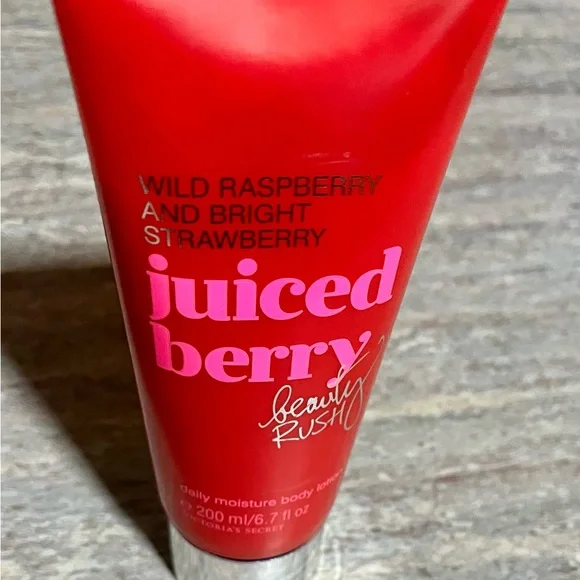 WILD RASPBERRY
AND BRIGHT
STRAWBERRY
juiced
berry
beauty
RUSH
daily moisture body lotion
℮ 200 ml/6.7 fl oz
VICTORIA'S SECRET